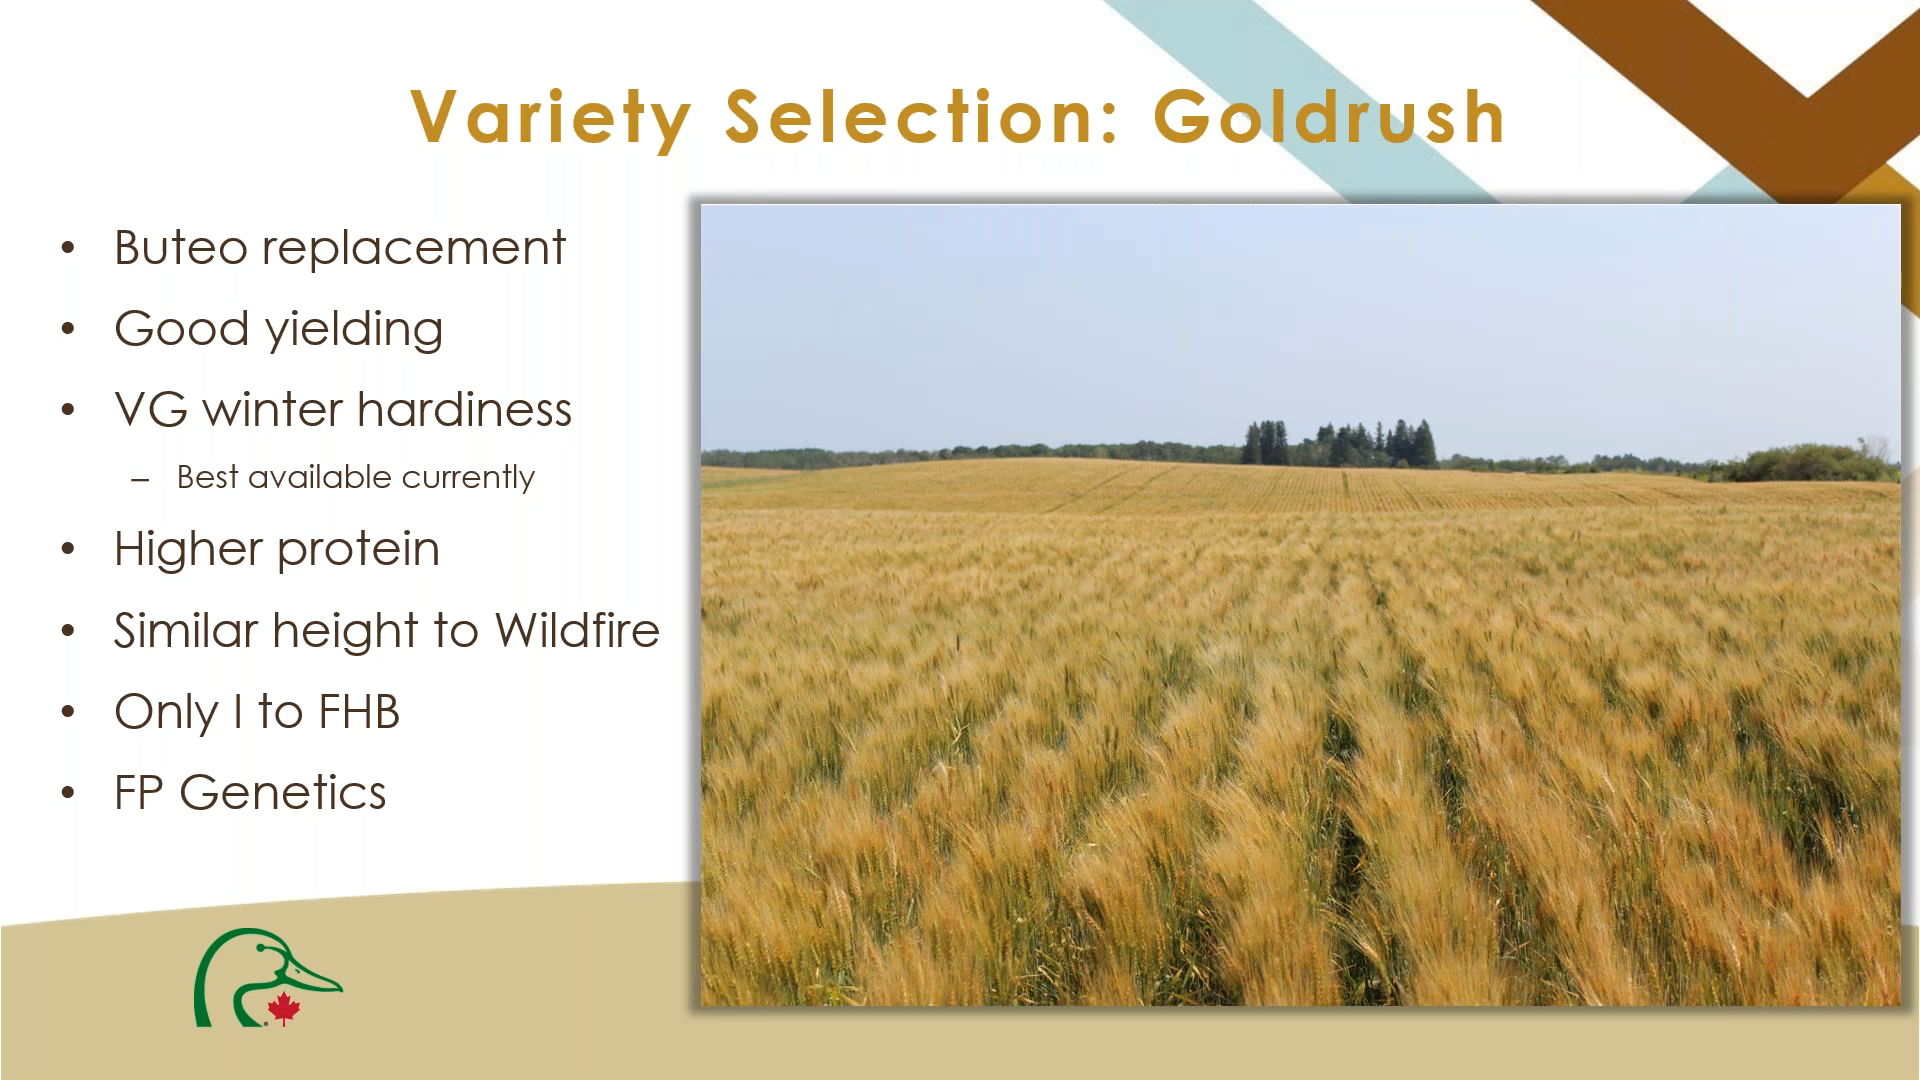 Variety Selection: Goldrush
• Buteo replacement
• Good yielding
• VG winter hardiness
– Best available currently
• Higher protein
• Similar height to Wildfire
• Only I to FHB
• FP Genetics